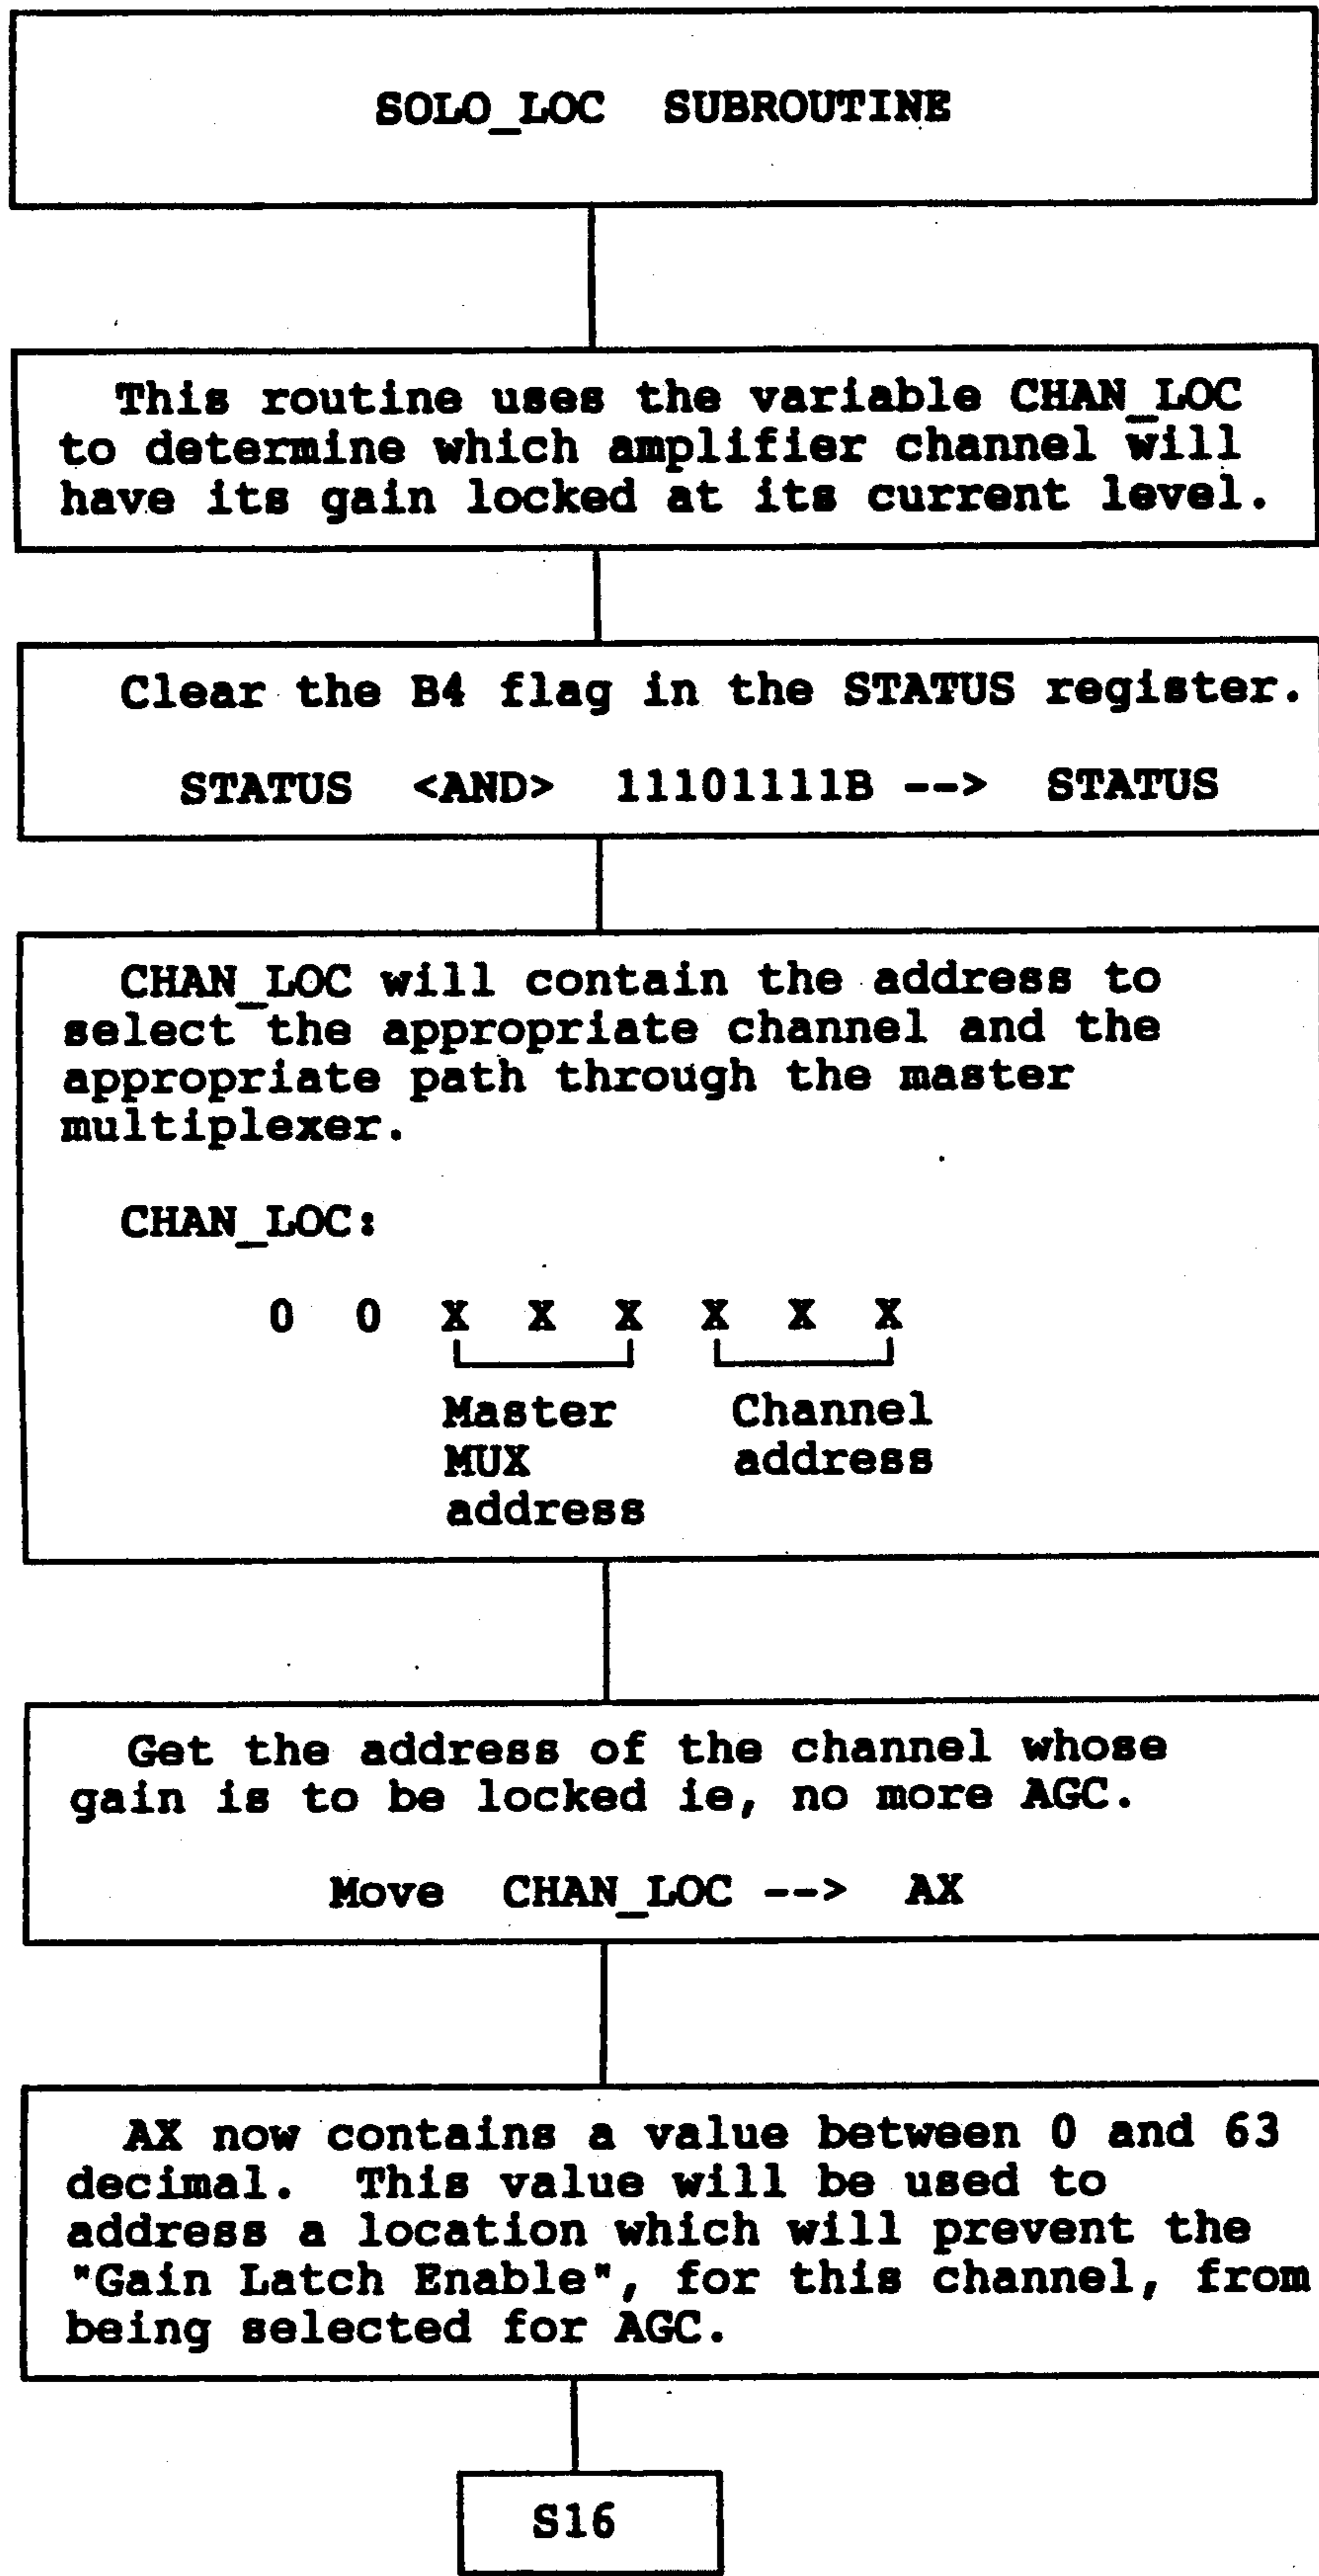 SOLO_LOC SUBROUTINE
This routine uses the variable CHAN_LOC
to determine which amplifier channel will
have its gain locked at its current level.
Clear the B4 flag in the STATUS register.
STATUS <AND> 11101111B --> STATUS
CHAN_LOC will contain the address to
select the appropriate channel and the
appropriate path through the master
multiplexer.
CHAN_LOC:
0 0 X X X X X X
Master Channel
MUX address
address
Get the address of the channel whose
gain is to be locked ie, no more AGC.
Move CHAN_LOC --> AX
AX now contains a value between 0 and 63
decimal. This value will be used to
address a location which will prevent the
"Gain Latch Enable", for this channel, from
being selected for AGC.
S16